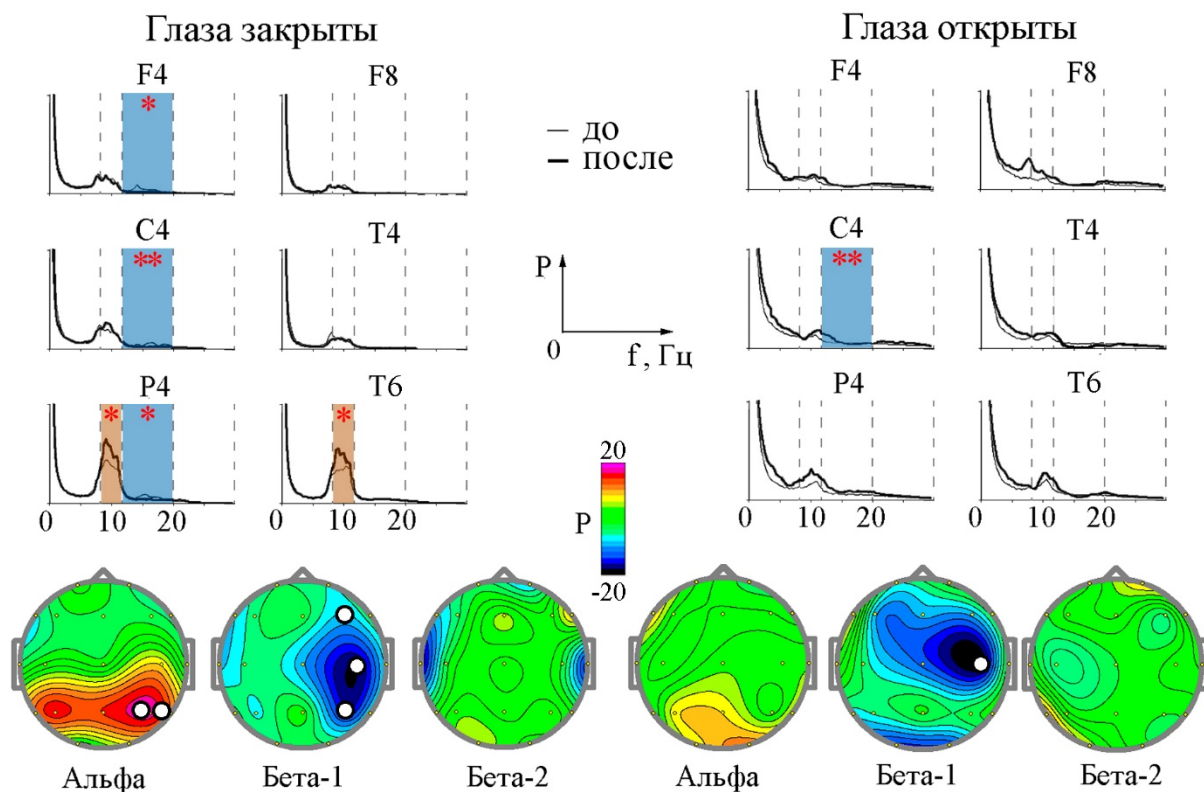 Глаза закрыты
Глаза открыты
F4
F8
F4
F8
*
до
после
C4
T4
C4
T4
**
**
P
0
f, Гц
P4
T6
P4
T6
*
*
*
0
10
20
0
10
20
0
10
20
0
10
20
20
P
-20
Альфа
Бета-1
Бета-2
Альфа
Бета-1
Бета-2